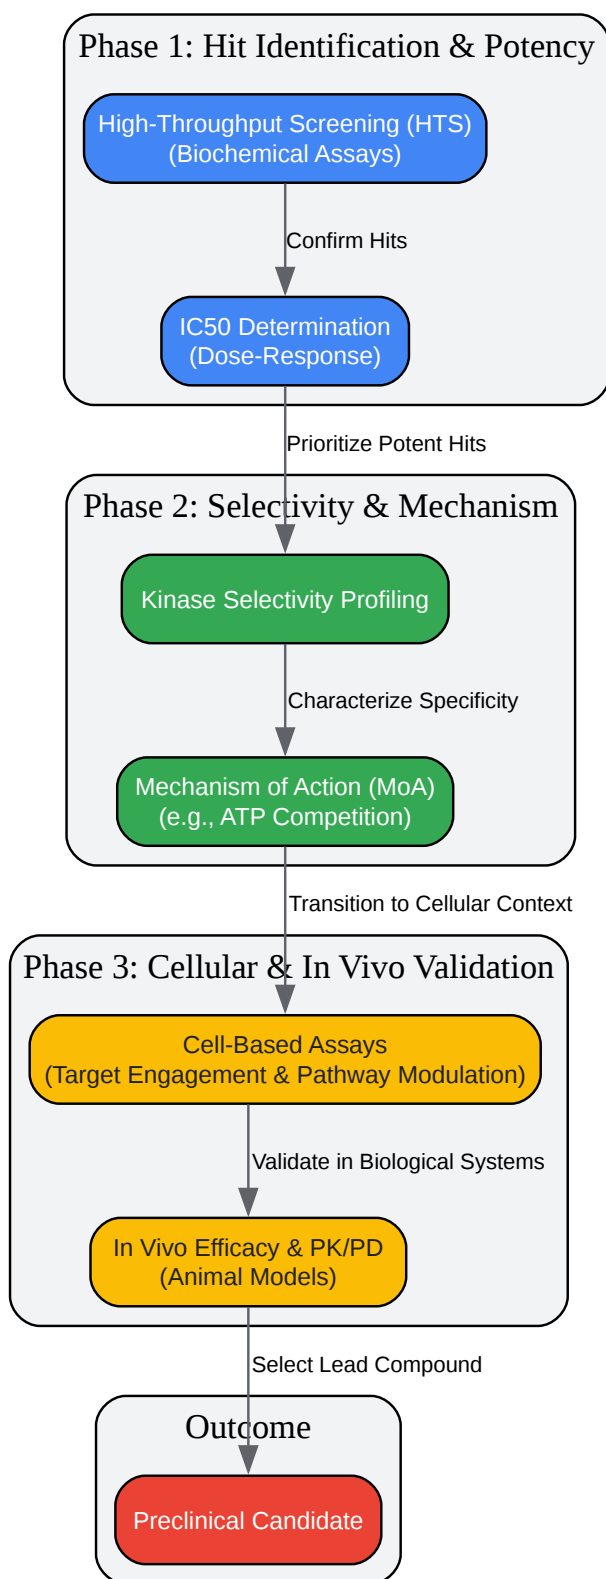 Phase 1: Hit Identification & Potency
High-Throughput Screening (HTS)
(Biochemical Assays)
Confirm Hits
IC50 Determination
(Dose-Response)
Prioritize Potent Hits
Phase 2: Selectivity & Mechanism
Kinase Selectivity Profiling
Characterize Specificity
Mechanism of Action (MoA)
(e.g., ATP Competition)
Transition to Cellular Context
Phase 3: Cellular & In Vivo Validation
Cell-Based Assays
(Target Engagement & Pathway Modulation)
Validate in Biological Systems
In Vivo Efficacy & PK/PD
(Animal Models)
Select Lead Compound
Outcome
Preclinical Candidate